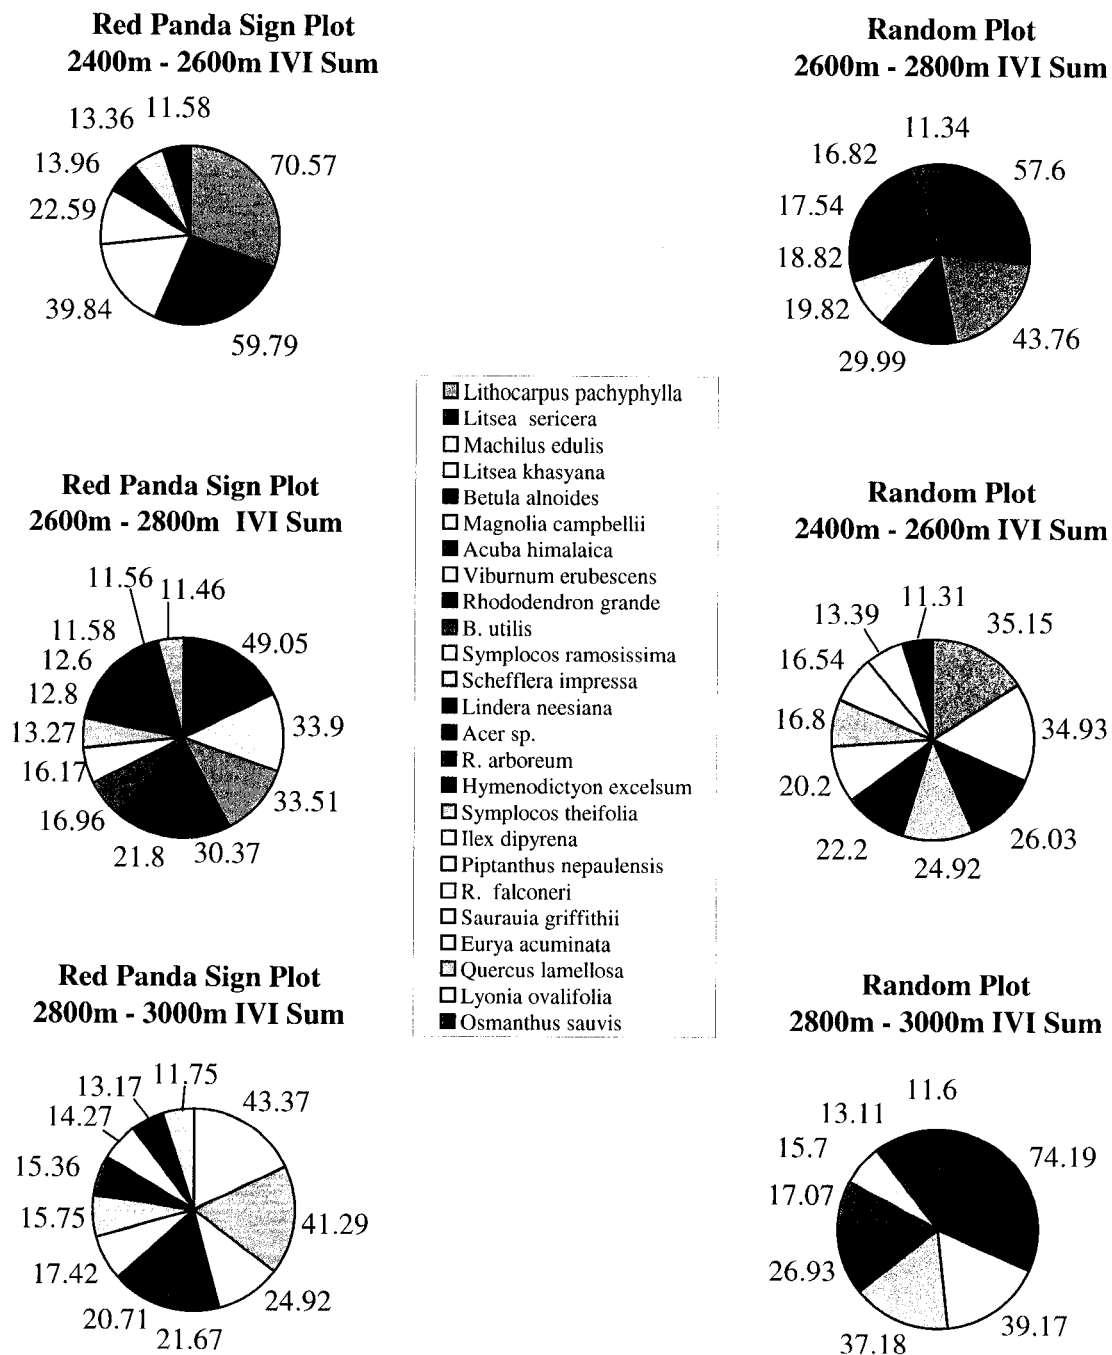 Red Panda Sign Plot
2400m - 2600m IVI Sum
13.36
11.58
13.96
70.57
22.59
39.84
59.79
Random Plot
2600m - 2800m IVI Sum
11.34
16.82
57.6
17.54
18.82
19.82
43.76
29.99
Lithocarpus pachyphylla
Litsea sericera
Machilus edulis
Litsea khasyana
Betula alnoides
Magnolia campbellii
Acuba himalaica
Viburnum erubescens
Rhododendron grande
B. utilis
Symplocos ramosissima
Schefflera impressa
Lindera neesiana
Acer sp.
R. arboreum
Hymenodictyon excelsum
Symplocos theifolia
Ilex dipyrena
Piptanthus nepaulensis
R. falconeri
Saurauia griffithii
Eurya acuminata
Quercus lamellosa
Lyonia ovalifolia
Osmanthus sauvis
Red Panda Sign Plot
2600m - 2800m IVI Sum
11.56
11.46
11.58
49.05
12.6
12.8
13.27
33.9
16.17
33.51
16.96
21.8
30.37
Random Plot
2400m - 2600m IVI Sum
13.39
11.31
35.15
16.54
16.8
34.93
20.2
26.03
22.2
24.92
Red Panda Sign Plot
2800m - 3000m IVI Sum
13.17
11.75
43.37
14.27
15.36
15.75
41.29
17.42
24.92
20.71
21.67
Random Plot
2800m - 3000m IVI Sum
11.6
13.11
15.7
74.19
17.07
26.93
39.17
37.18